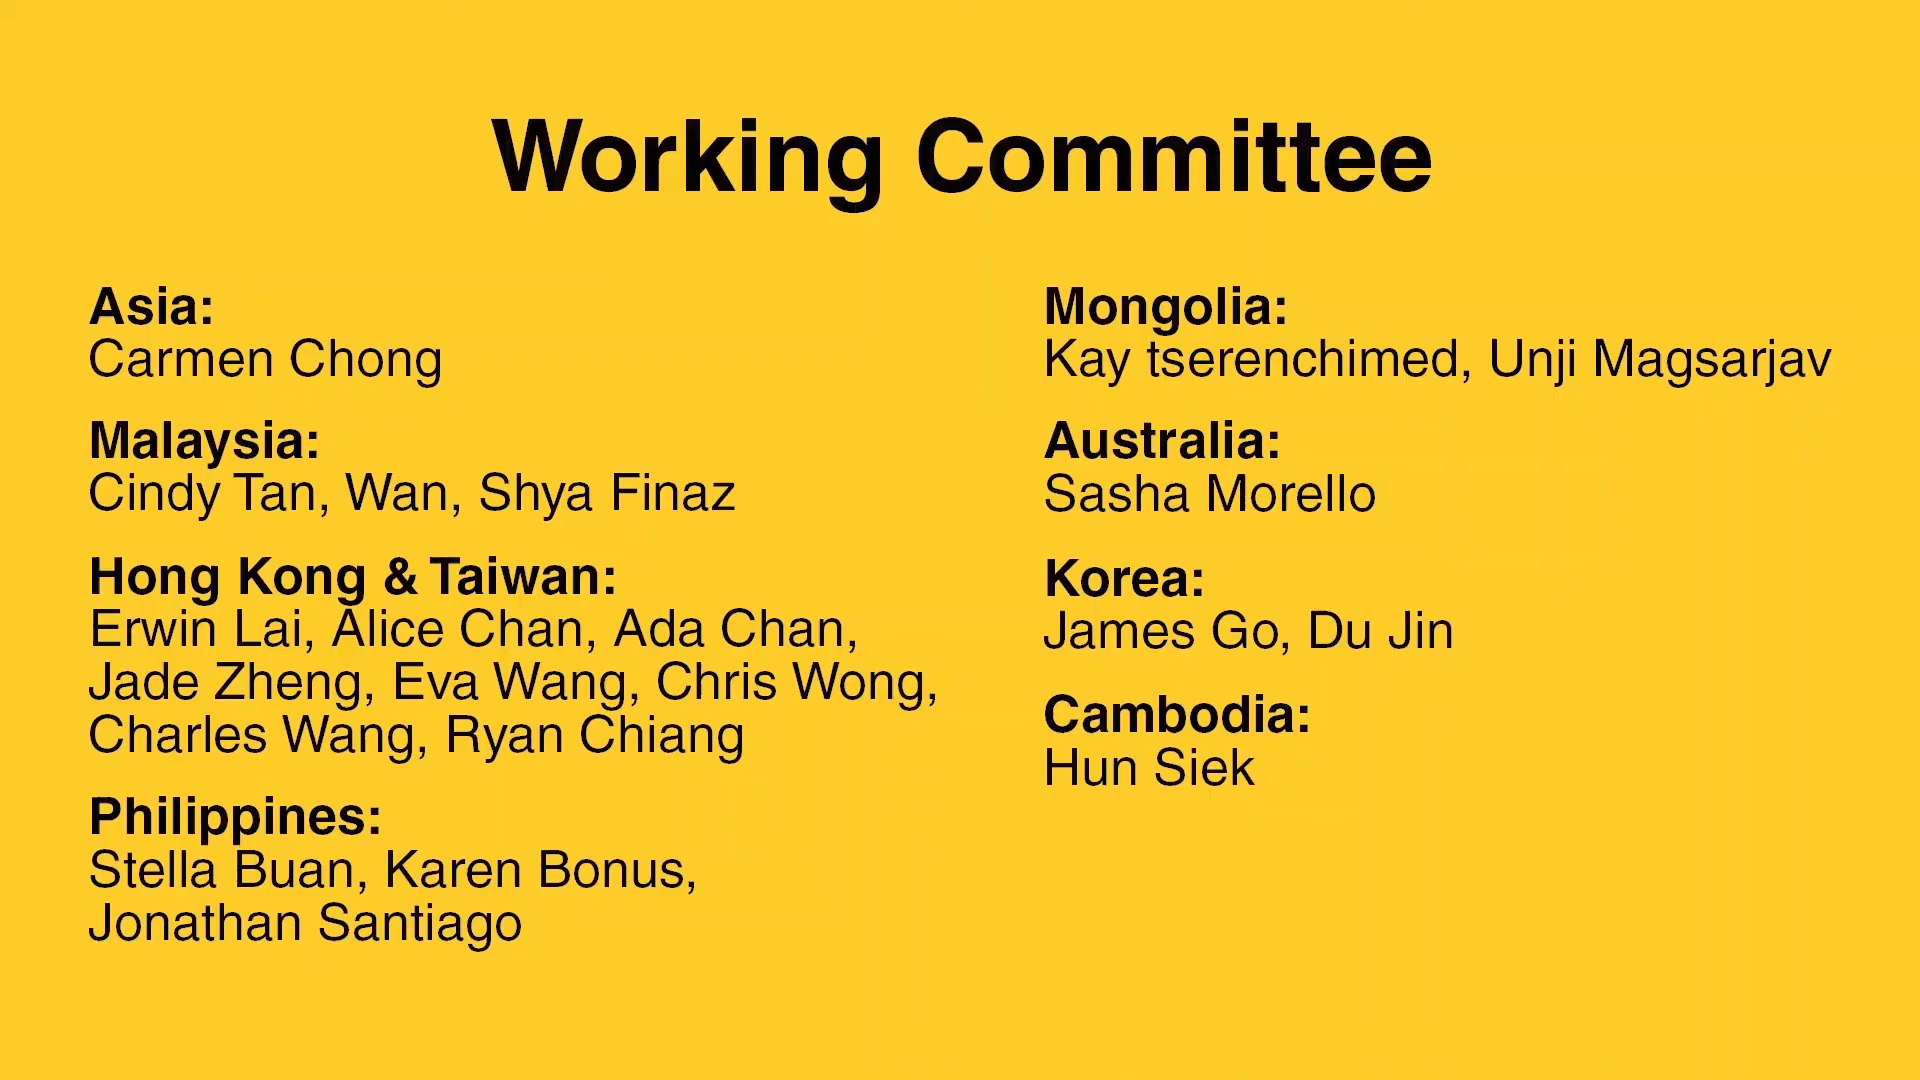 Working Committee
Asia:
Carmen Chong
Malaysia:
Cindy Tan, Wan, Shya Finaz
Hong Kong & Taiwan:
Erwin Lai, Alice Chan, Ada Chan,
Jade Zheng, Eva Wang, Chris Wong,
Charles Wang, Ryan Chiang
Philippines:
Stella Buan, Karen Bonus,
Jonathan Santiago
Mongolia:
Kay tserenchimed, Unji Magsarjav
Australia:
Sasha Morello
Korea:
James Go, Du Jin
Cambodia:
Hun Siek